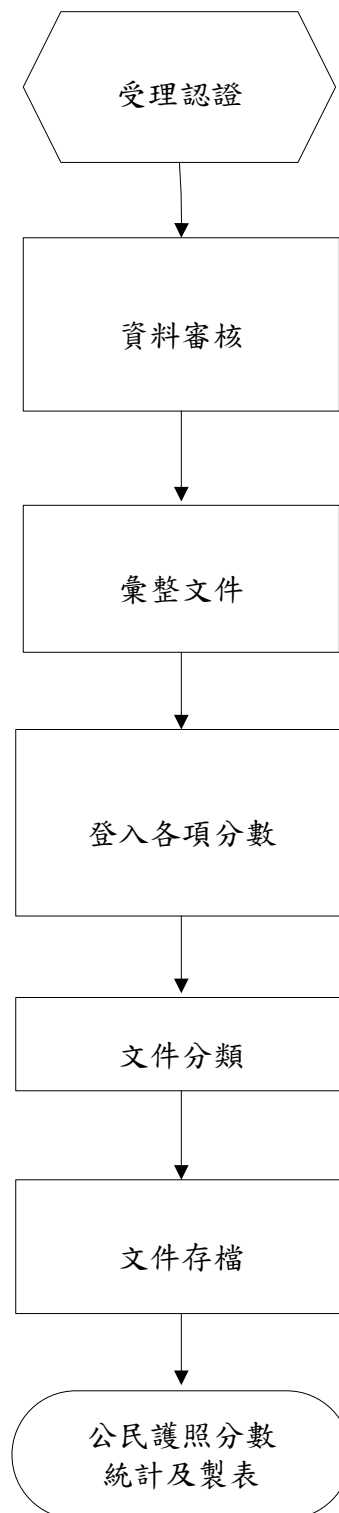 受理認證
資料審核
彙整文件
登入各項分數
文件分類
文件存檔
公民護照分數
統計及製表